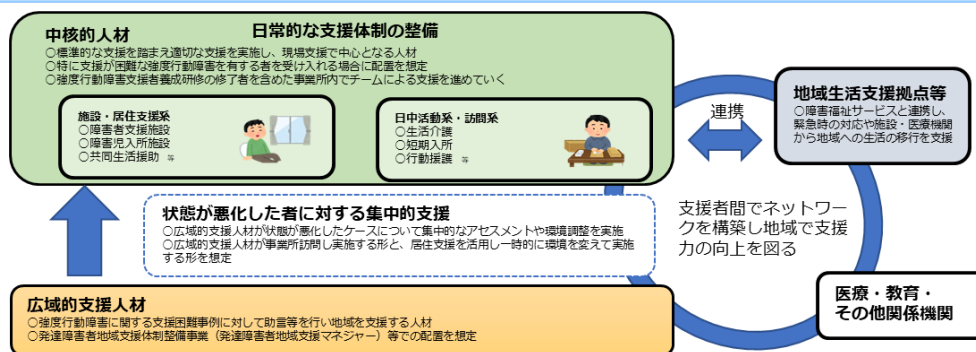 中核的人材
日常的な支援体制の整備
○標準的な支援を踏まえ適切な支援を実施し、現場支援で中心となる人材
○特に支援が困難な強度行動障害を有する者を受け入れる場合に配置を想定
○強度行動障害支援者養成研修の修了者を含めた事業所内でチームによる支援を進めていく
施設・居住支援系
○障害者支援施設
○障害児入所施設
○共同生活援助 等
日中活動系・訪問系
○生活介護
○短期入所
○行動援護 等
連携
地域生活支援拠点等
○障害福祉サービスと連携し、
緊急時の対応や施設・医療機関
から地域への生活の移行を支援
状態が悪化した者に対する集中的支援
○広域的支援人材が状態が悪化したケースについて集中的なアセスメントや環境調整を実施
○広域的支援人材が事業所訪問し実施する形と、居住支援を活用し一時的に環境を変えて実施
する形を想定
支援者間でネットワー
クを構築し地域で支援
力の向上を図る
広域的支援人材
○強度行動障害に関する支援困難事例に対して助言等を行い地域を支援する人材
○発達障害者地域支援体制整備事業（発達障害者地域支援マネジャー）等での配置を想定
医療・教育・
その他関係機関